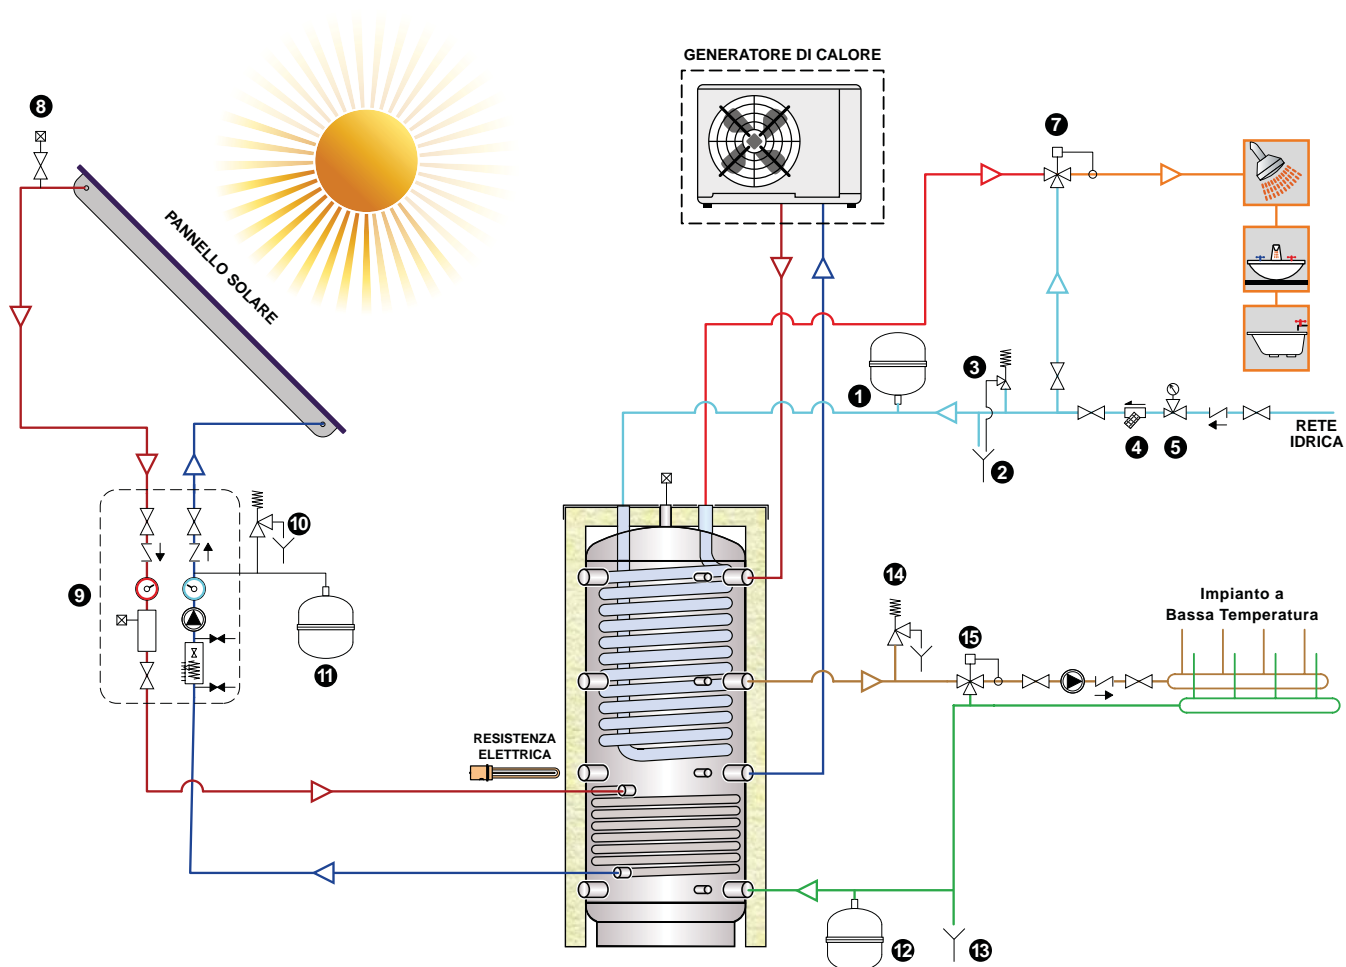 GENERATORE DI CALORE
8
7
PANNELLO SOLARE
3
1
RETE
IDRICA
4
5
2
10
9
14
Impianto a
Bassa Temperatura
15
11
RESISTENZA
ELETTRICA
12
13